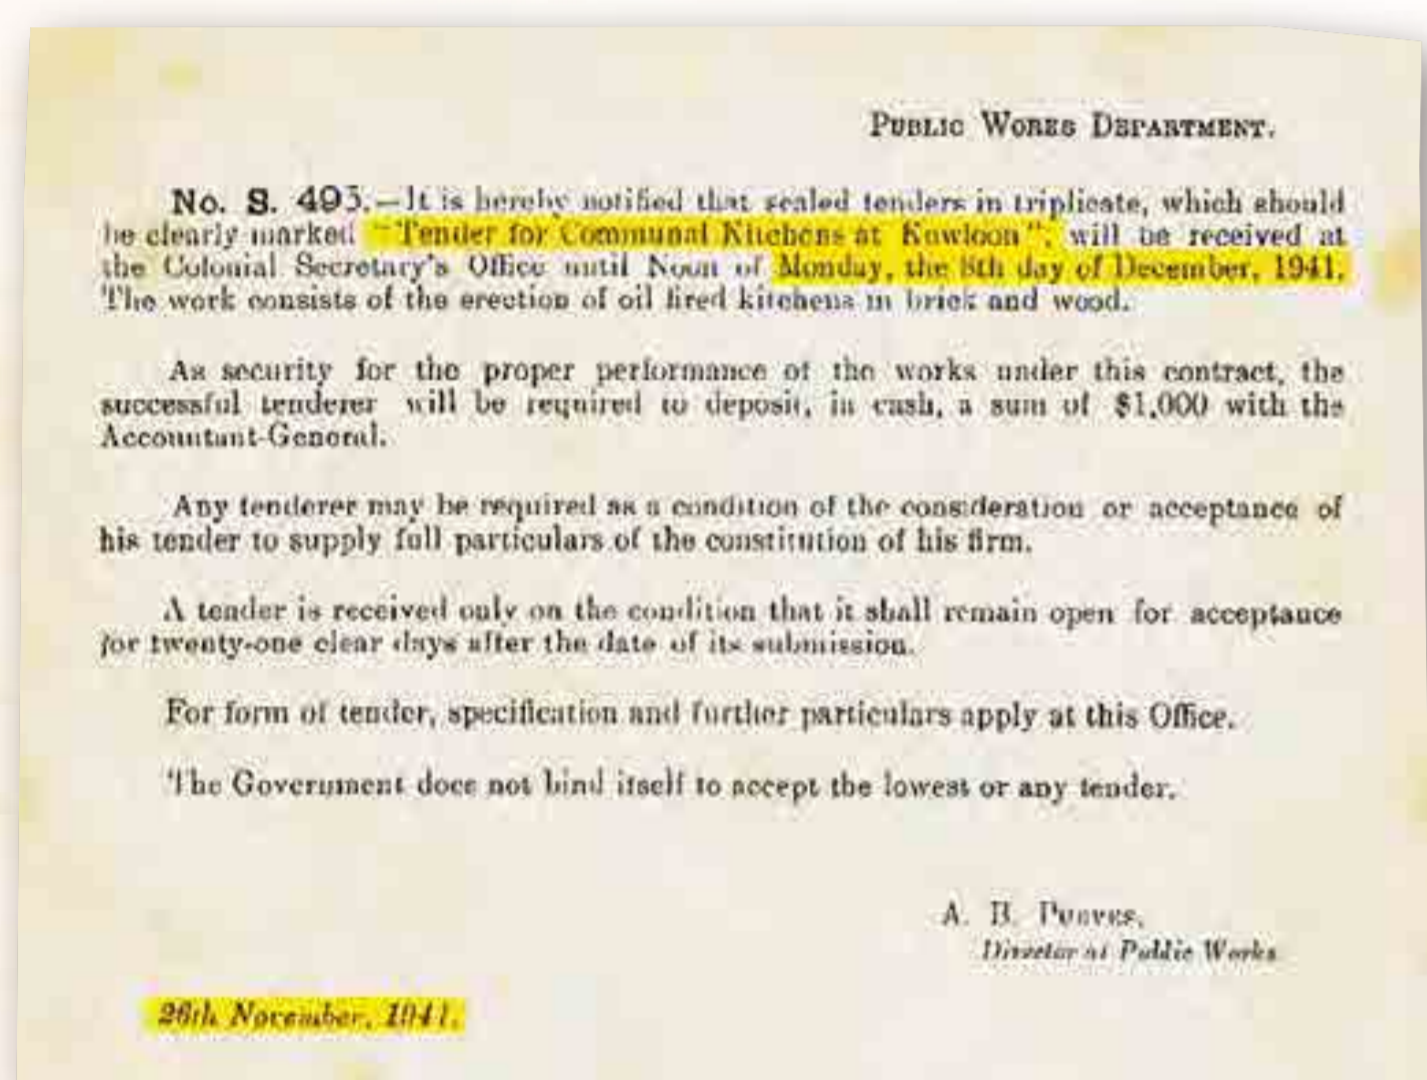 PUBLIC WORKS DEPARTMENT.
No. S. 493.—It is hereby notified that sealed tenders in triplicate, which should
be clearly marked "Tender for Communal Kitchens at Kowloon", will be received at
the Colonial Secretary's Office until Noon of Monday, the 8th day of December, 1941.
The work consists of the erection of oil fired kitchens in brick and wood.
As security for the proper performance of the works under this contract, the
successful tenderer will be required to deposit, in cash, a sum of $1,000 with the
Accountant-General.
Any tenderer may be required as a condition of the consideration or acceptance of
his tender to supply full particulars of the constitution of his firm.
A tender is received only on the condition that it shall remain open for acceptance
for twenty-one clear days after the date of its submission.
For form of tender, specification and further particulars apply at this Office.
The Government does not bind itself to accept the lowest or any tender.
A. B.
Director of Public Works
26th November, 1941.